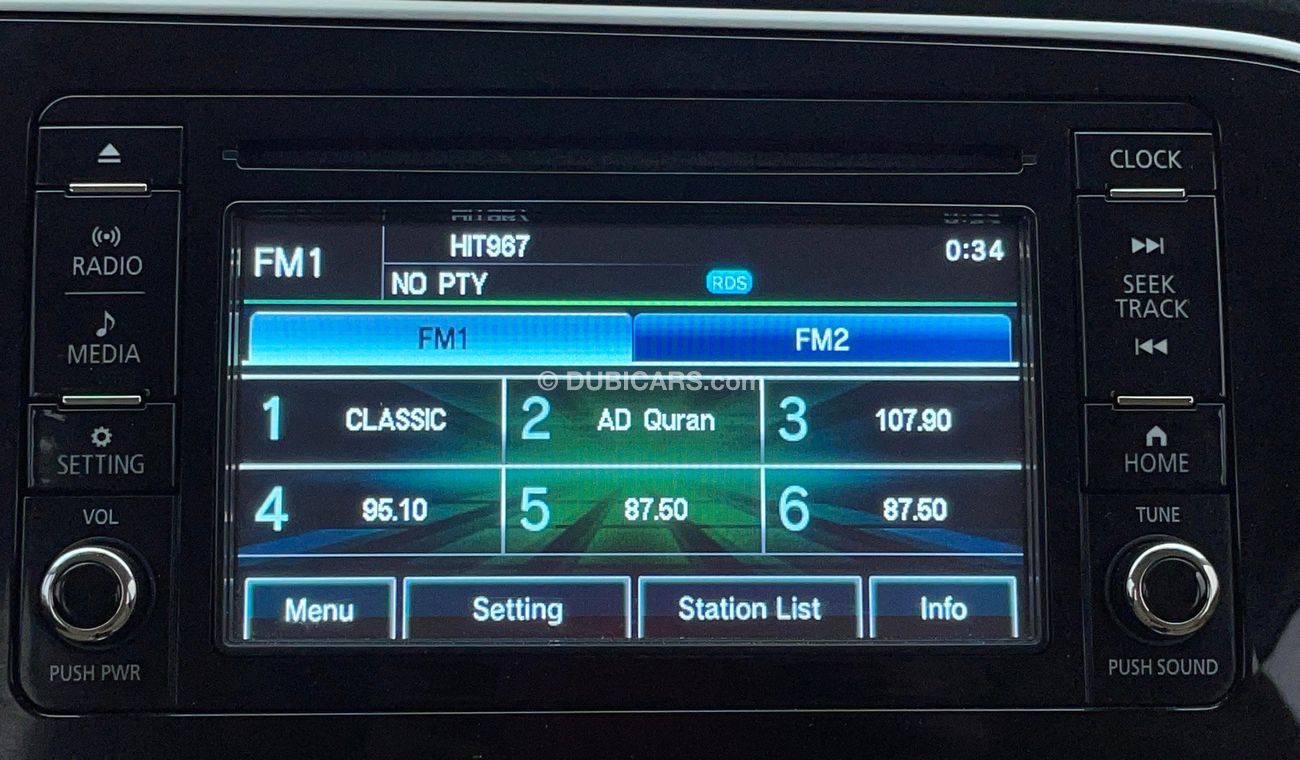 CLOCK
RADIO
MEDIA
SETTING
VOL
PUSH PWR
FM1
HIT967
0:34
NO PTY
RDS
FM1
FM2
© DUBICARS.com
1 CLASSIC
2 AD Quran
3 107.90
4 95.10
5 87.50
6 87.50
Menu
Setting
Station List
Info
SEEK
TRACK
HOME
TUNE
PUSH SOUND